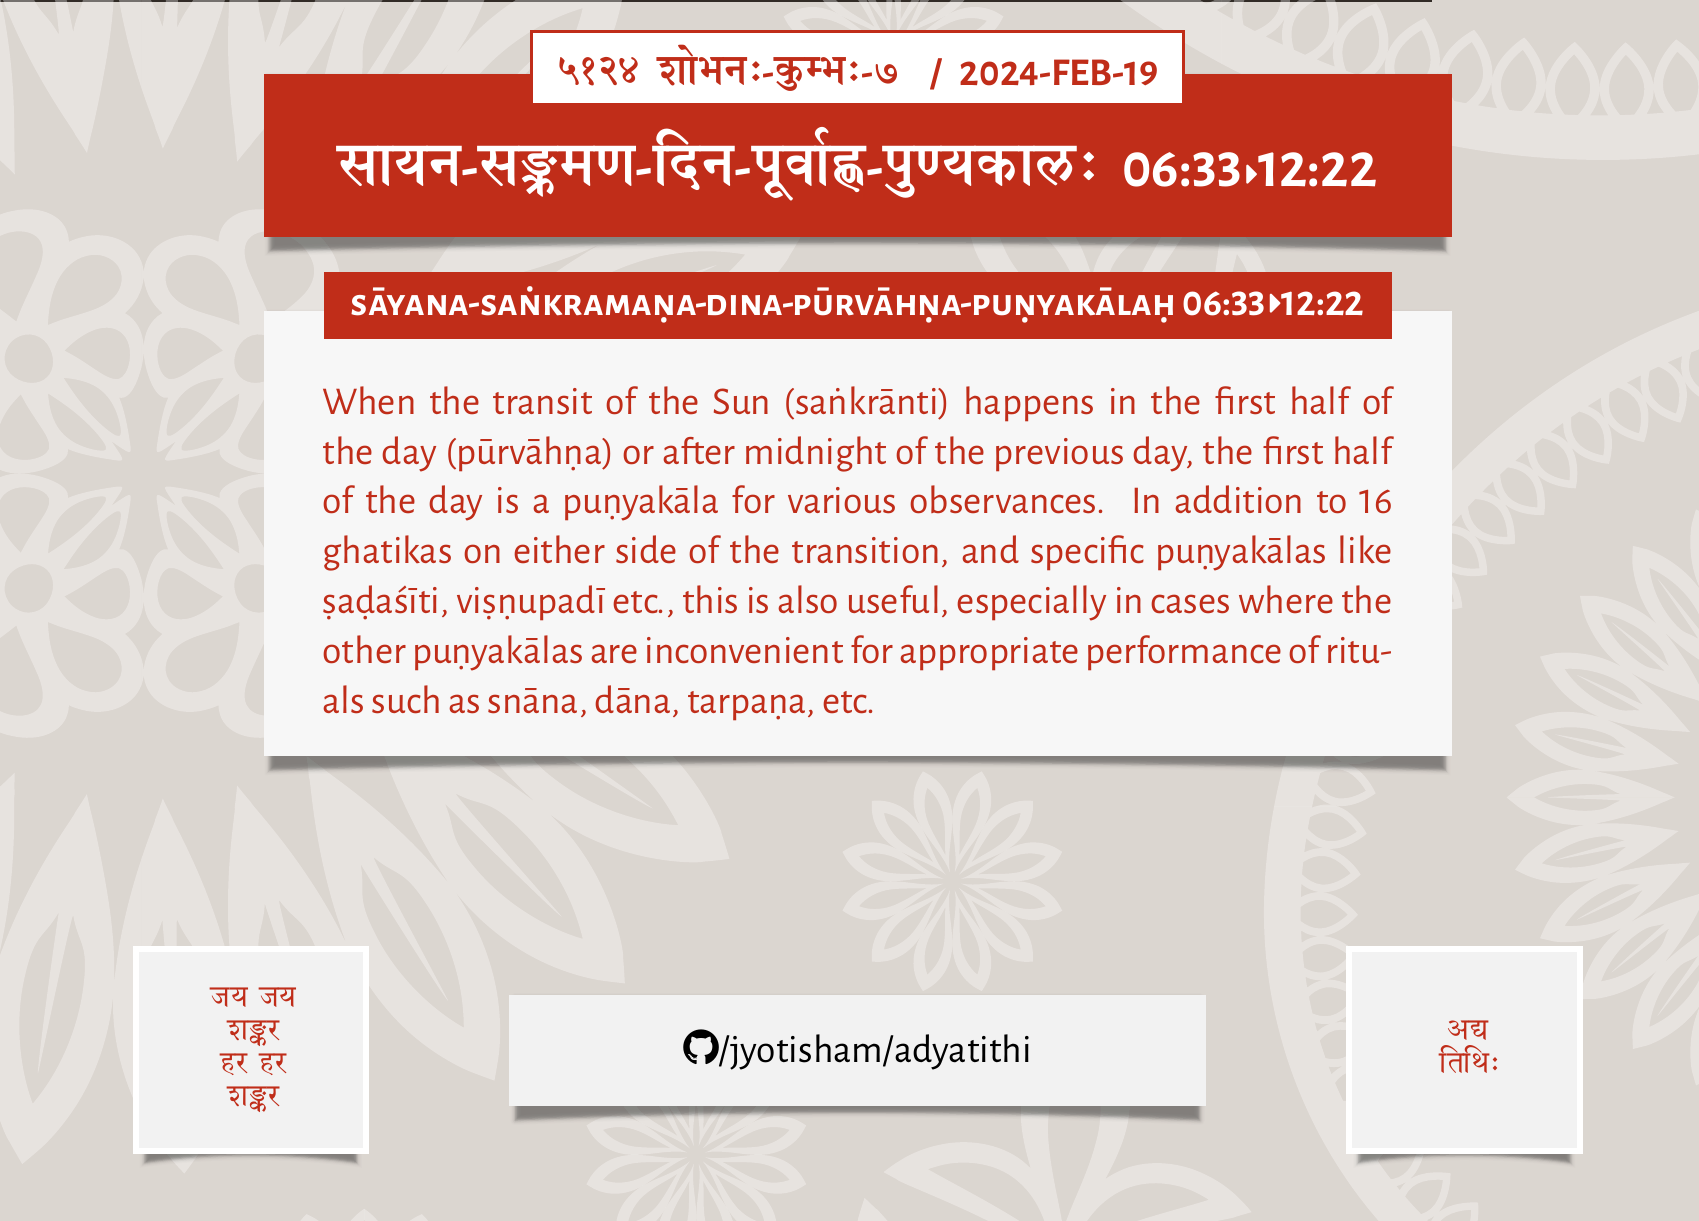 ५१२४ शोभनः-कुम्भः-७ / 2024-FEB-19
सायन-सङ्क्रमण-दिन-पूर्वाह्ण-पुण्यकालः 06:33▸12:22
SĀYANA-SAṄKRAMAṆA-DINA-PŪRVĀHṆA-PUṆYAKĀLAḤ 06:33▸12:22
When the transit of the Sun (saṅkrānti) happens in the first half of
the day (pūrvāhṇa) or after midnight of the previous day, the first half
of the day is a puṇyakāla for various observances. In addition to 16
ghatikas on either side of the transition, and specific puṇyakālas like
ṣaḍaśīti, viṣṇupadī etc., this is also useful, especially in cases where the
other puṇyakālas are inconvenient for appropriate performance of ritu-
als such as snāna, dāna, tarpaṇa, etc.
जय जय
शङ्कर
हर हर
शङ्कर
/jyotisham/adyatithi
अद्य
तिथिः